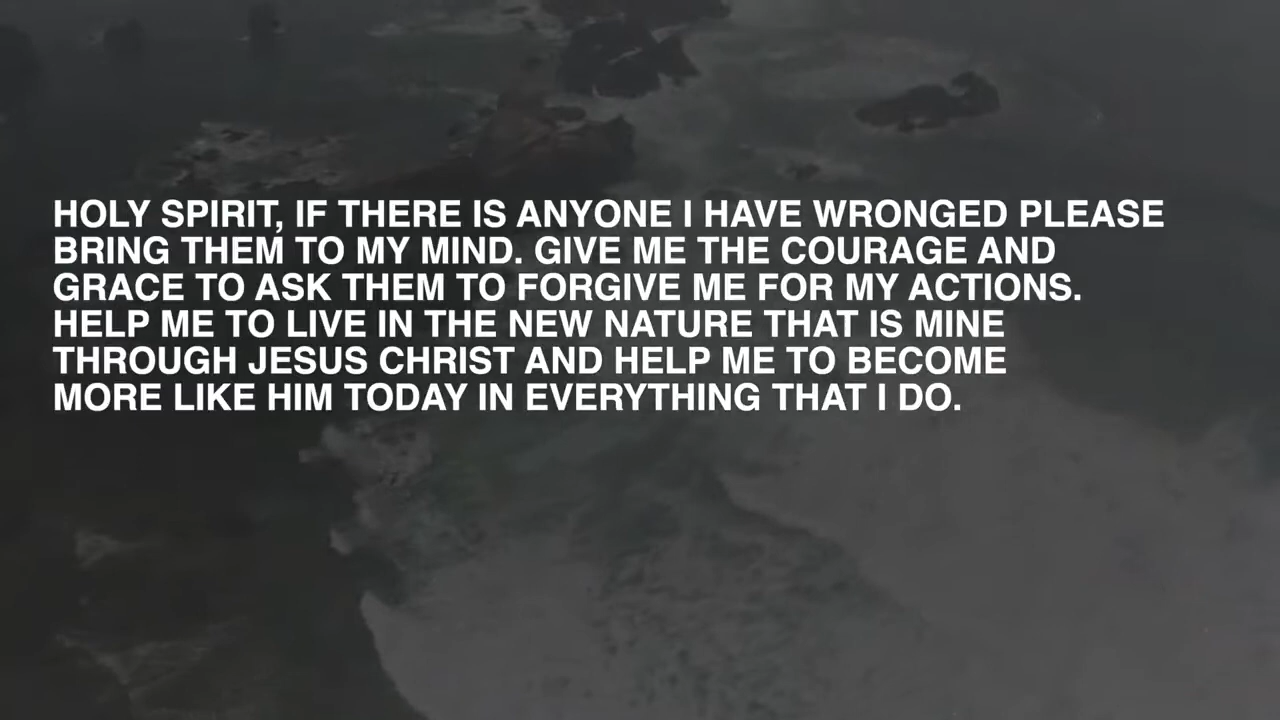 HOLY SPIRIT, IF THERE IS ANYONE I HAVE WRONGED PLEASE
BRING THEM TO MY MIND. GIVE ME THE COURAGE AND
GRACE TO ASK THEM TO FORGIVE ME FOR MY ACTIONS.
HELP ME TO LIVE IN THE NEW NATURE THAT IS MINE
THROUGH JESUS CHRIST AND HELP ME TO BECOME
MORE LIKE HIM TODAY IN EVERYTHING THAT I DO.